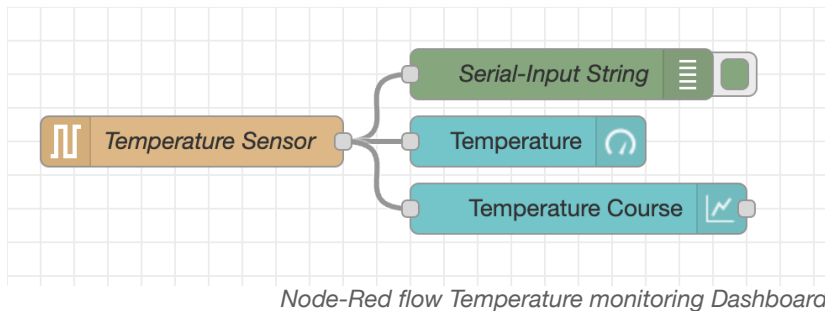 Serial-Input String
Temperature Sensor
Temperature
Temperature Course
Node-Red flow Temperature monitoring Dashboard